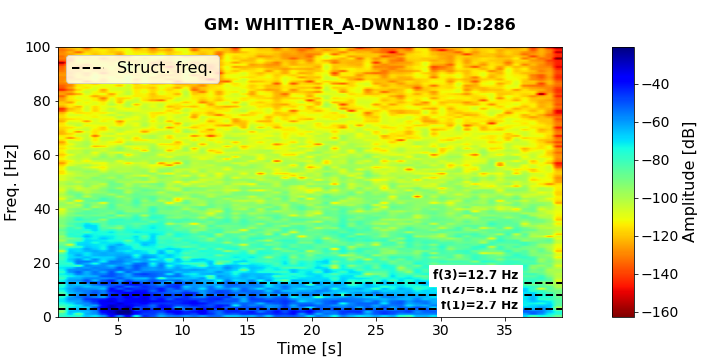 GM: WHITTIER_A-DWN180 - ID:286
100
80
60
40
20
0
Freq. [Hz]
Struct. freq.
f(3)=12.7 Hz
f(2)=8.1 Hz
f(1)=2.7 Hz
5 10 15 20 25 30 35
Time [s]
−40
−60
−80
−100
−120
−140
−160
Amplitude [dB]